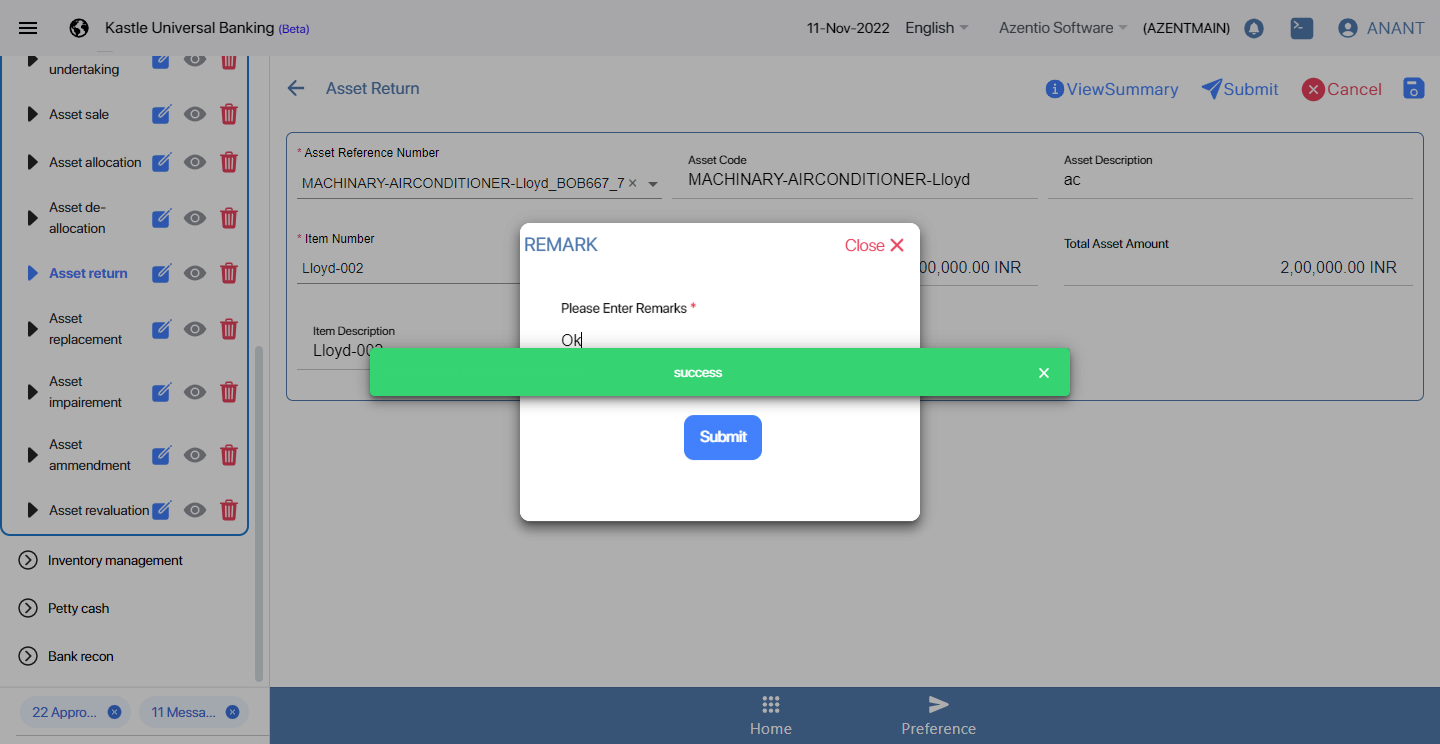 Kastle Universal Banking (Beta)
11-Nov-2022
English
Azentio Software
(AZENTMAIN)
ANANT
undertaking
Asset sale
Asset allocation
Asset de-
allocation
Asset return
Asset
replacement
Asset
impairement
Asset
ammendment
Asset revaluation
Inventory management
Petty cash
Bank recon
22 Appro...
11 Messa...
Asset Return
ViewSummary
Submit
Cancel
* Asset Reference Number
MACHINARY-AIRCONDITIONER-Lloyd_BOB667_7
Asset Code
MACHINARY-AIRCONDITIONER-Lloyd
Asset Description
ac
* Item Number
Lloyd-002
00,000.00 INR
Total Asset Amount
2,00,000.00 INR
Item Description
Lloyd-002
REMARK
Close
Please Enter Remarks *
Ok
success
Submit
Home
Preference